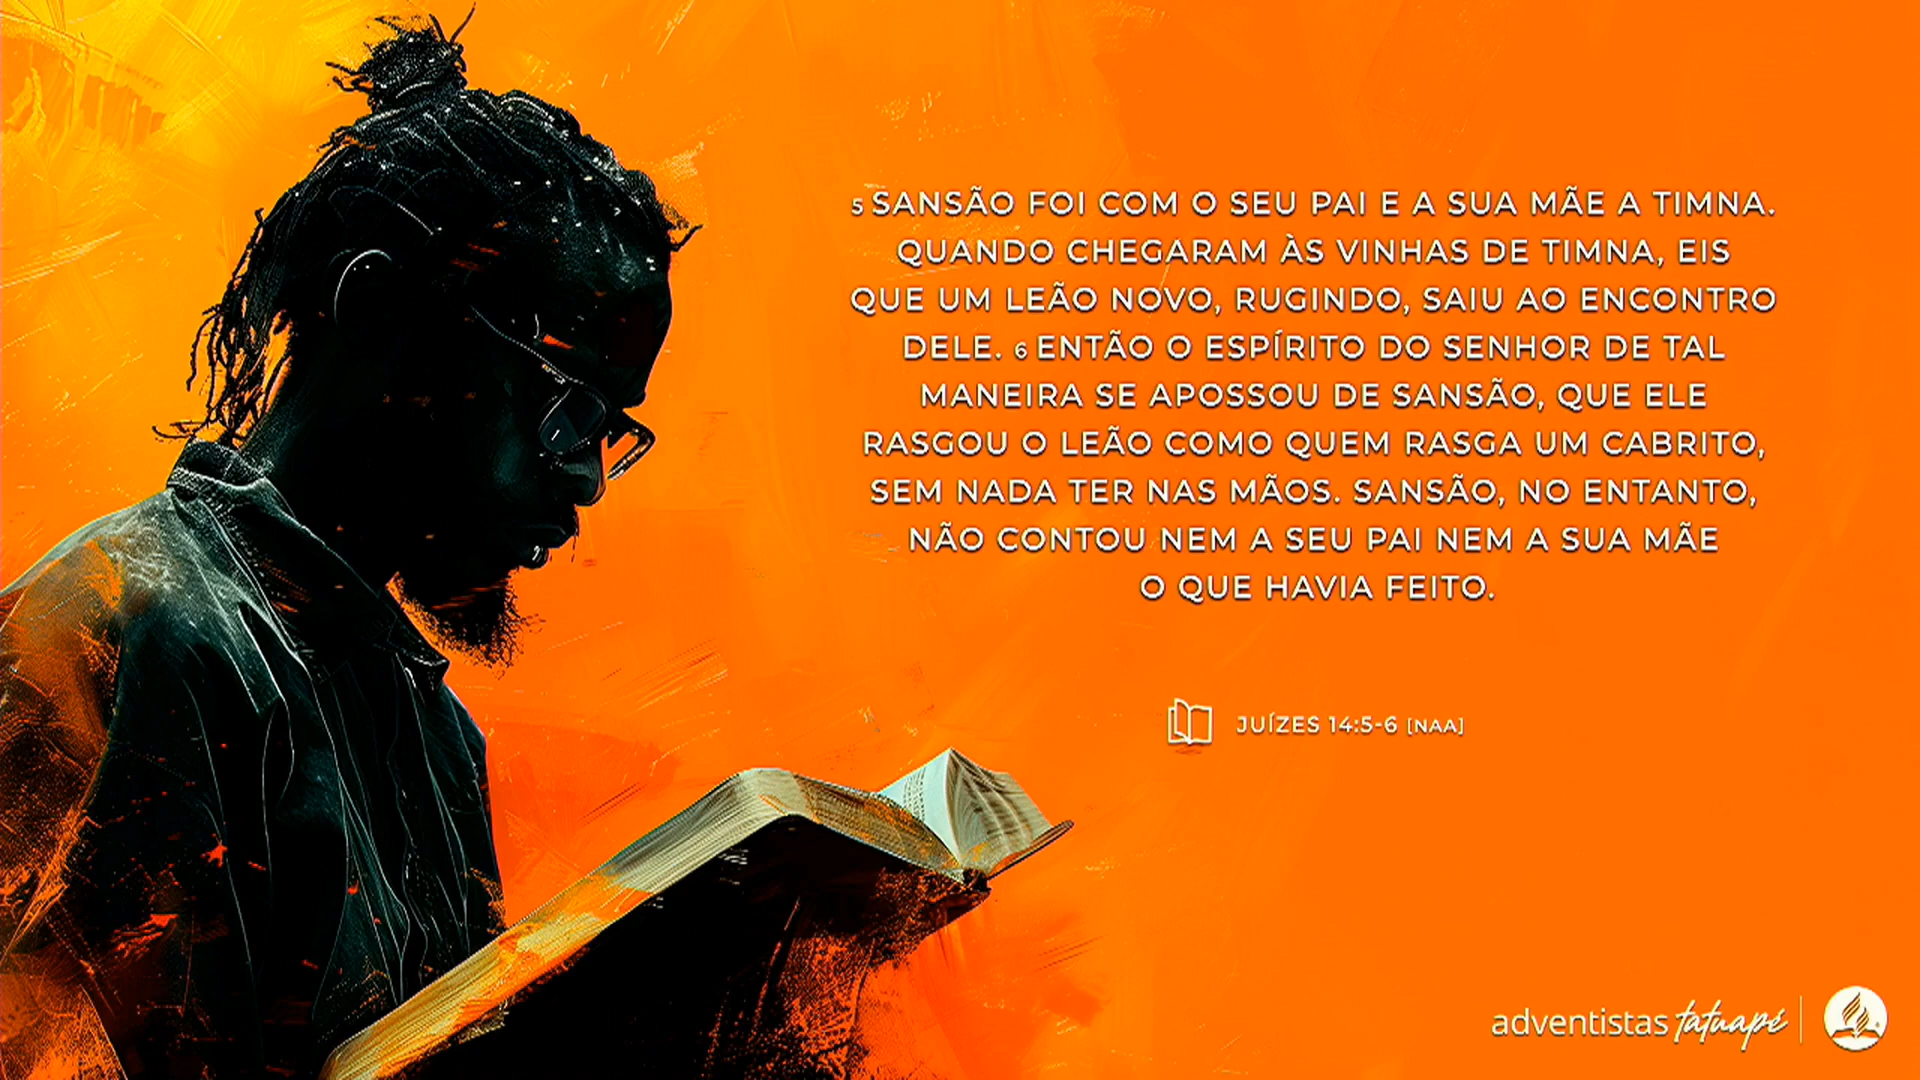 5 SANSÃO FOI COM O SEU PAI E A SUA MÃE A TIMNA.
QUANDO CHEGARAM ÀS VINHAS DE TIMNA, EIS
QUE UM LEÃO NOVO, RUGINDO, SAIU AO ENCONTRO
DELE. 6 ENTÃO O ESPÍRITO DO SENHOR DE TAL
MANEIRA SE APOSSOU DE SANSÃO, QUE ELE
RASGOU O LEÃO COMO QUEM RASGA UM CABRITO,
SEM NADA TER NAS MÃOS. SANSÃO, NO ENTANTO,
NÃO CONTOU NEM A SEU PAI NEM A SUA MÃE
O QUE HAVIA FEITO.
JUÍZES 14:5-6 [NAA]
adventistas tatuapé